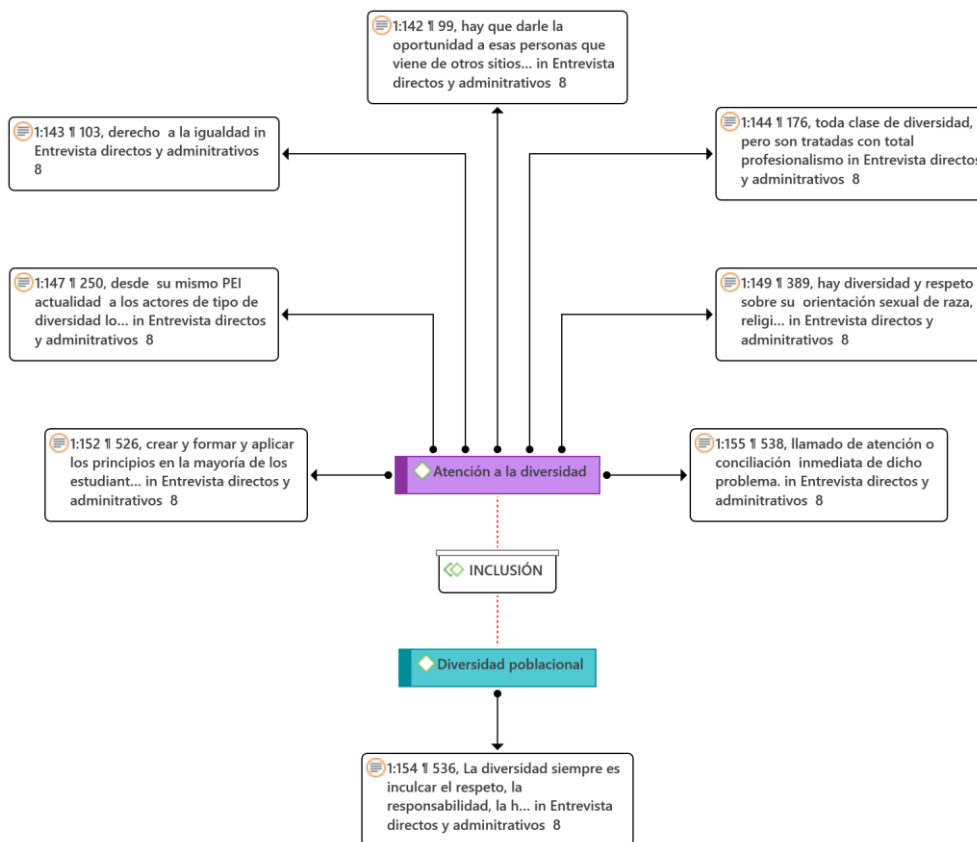 1:142 ¶ 99, hay que darle la
oportunidad a esas personas que
viene de otros sitios... in Entrevista
directos y adminitrativos 8
1:143 ¶ 103, derecho a la igualdad in
Entrevista directos y adminitrativos
8
1:144 ¶ 176, toda clase de diversidad,
pero son tratadas con total
profesionalismo in Entrevista directos
y adminitrativos 8
1:147 ¶ 250, desde su mismo PEI
actualidad a los actores de tipo de
diversidad lo... in Entrevista directos
y adminitrativos 8
1:149 ¶ 389, hay diversidad y respeto
sobre su orientación sexual de raza,
religi... in Entrevista directos y
adminitrativos 8
1:152 ¶ 526, crear y formar y aplicar
los principios en la mayoría de los
estudiant... in Entrevista directos y
adminitrativos 8
Atención a la diversidad
1:155 ¶ 538, llamado de atención o
conciliación inmediata de dicho
problema. in Entrevista directos y
adminitrativos 8
INCLUSIÓN
Diversidad poblacional
1:154 ¶ 536, La diversidad siempre es
inculcar el respeto, la
responsabilidad, la h... in Entrevista
directos y adminitrativos 8